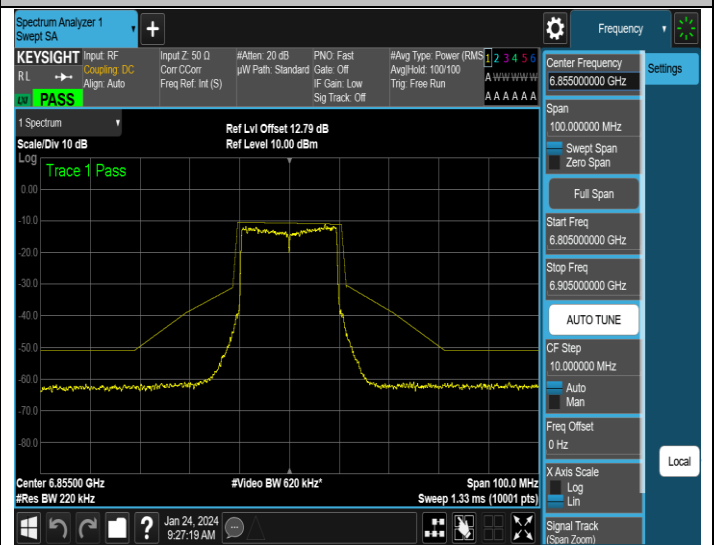 Spectrum Analyzer 1
Swept SA
+
Frequency
KEYSIGHT
RL
PASS
Input: RF
Coupling: DC
Align: Auto
Input Z: 50 Ω
Corr CCorr
Freq Ref: Int (S)
#Atten: 20 dB
µW Path: Standard
PNO: Fast
Gate: Off
IF Gain: Low
Sig Track: Off
#Avg Type: Power (RMS
Avg|Hold: 100/100
Trig: Free Run
1 2 3 4 5 6
A W W W W W
A A A A A A
1 Spectrum
Scale/Div 10 dB
Ref Lvl Offset 12.79 dB
Ref Level 10.00 dBm
Log
Trace 1 Pass
0.00
-10.0
-20.0
-30.0
-40.0
-50.0
-60.0
-70.0
-80.0
Center 6.85500 GHz
#Res BW 220 kHz
#Video BW 620 kHz*
Span 100.0 MHz
Sweep 1.33 ms (10001 pts)
Center Frequency
6.855000000 GHz
Settings
Span
100.000000 MHz
Swept Span
Zero Span
Full Span
Start Freq
6.805000000 GHz
Stop Freq
6.905000000 GHz
AUTO TUNE
CF Step
10.000000 MHz
Auto
Man
Freq Offset
0 Hz
X Axis Scale
Log
Lin
Local
Signal Track
(Span Zoom)
?
Jan 24, 2024
9:27:19 AM